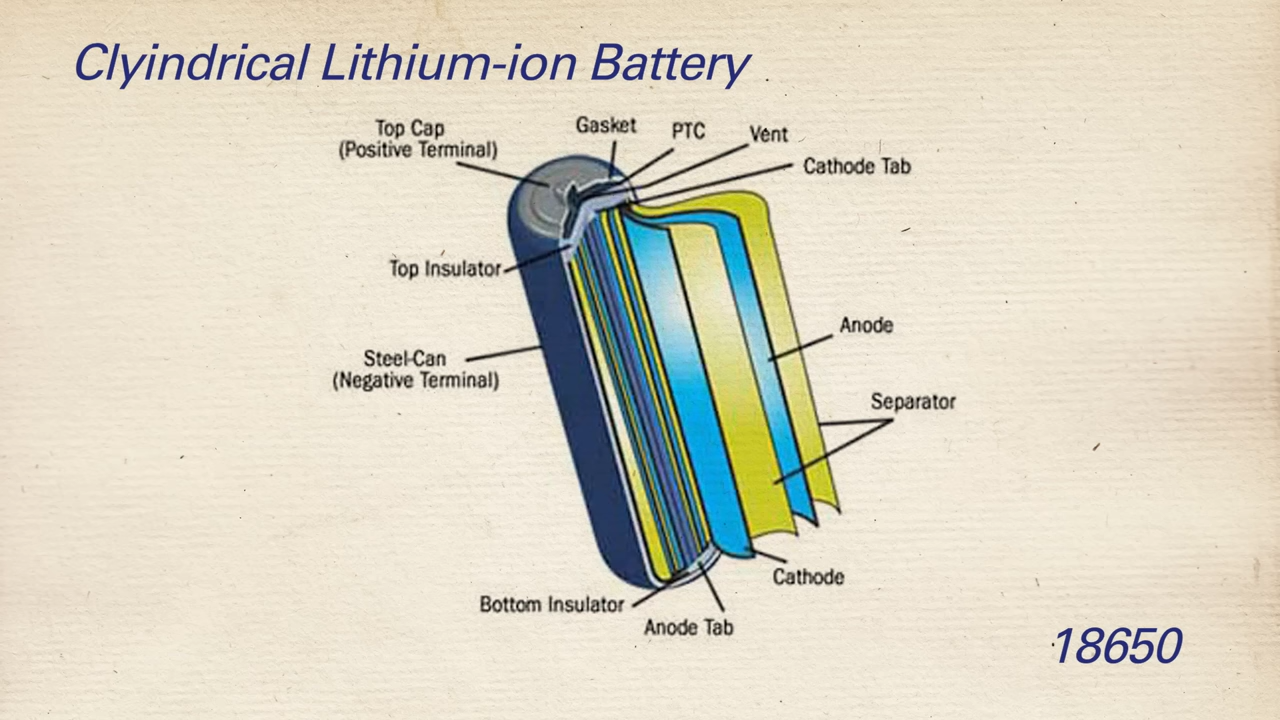 Clyindrical Lithium-ion Battery
Top Cap
(Positive Terminal)
Gasket
PTC
Vent
Cathode Tab
Top Insulator
Anode
Steel-Can
(Negative Terminal)
Separator
Cathode
Bottom Insulator
Anode Tab
18650